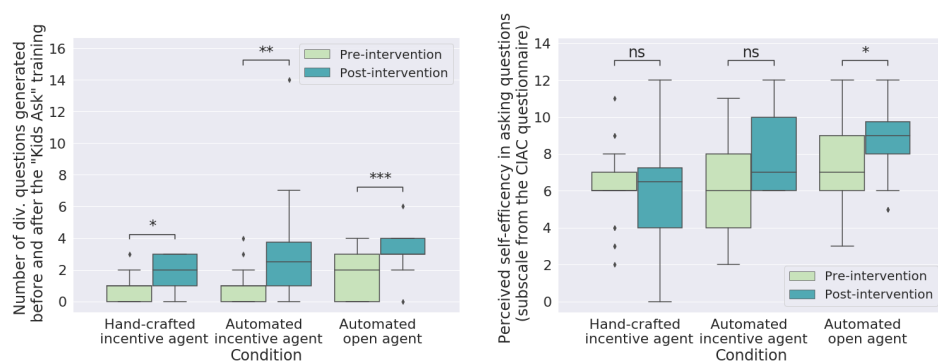 Number of div. questions generated
before and after the "Kids Ask" training
16
14
12
10
8
6
4
2
0
*
**
***
Pre-intervention
Post-intervention
Hand-crafted
incentive agent
Automated
incentive agent
Automated
open agent
Condition
Perceived self-efficency in asking questions
(subscale from the CIAC questionnaire)
14
12
10
8
6
4
2
0
ns
ns
*
Pre-intervention
Post-intervention
Hand-crafted
incentive agent
Automated
incentive agent
Automated
open agent
Condition